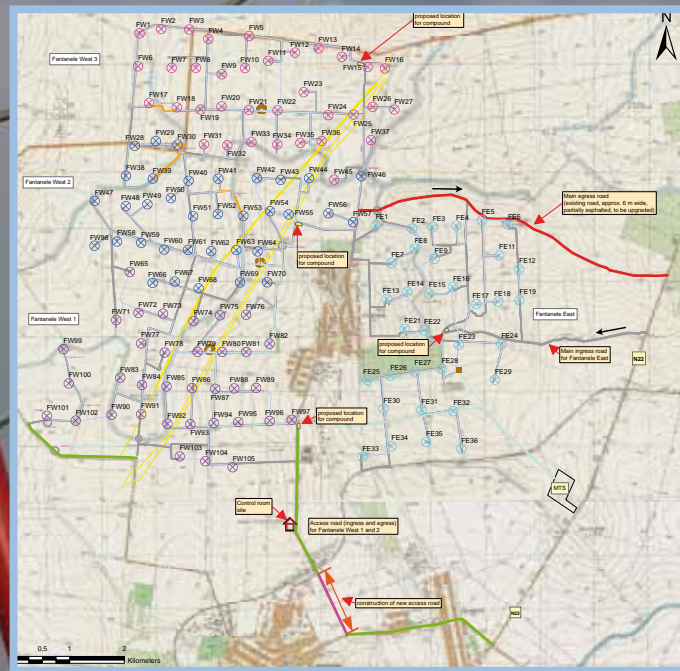 proposed location
for compound
N
FW1
FW2
FW3
FW4
FW5
FW13
FW12
FW14
Fantanele West 3
FW6
FW7
FW8
FW9
FW10
FW11
FW15
FW16
FW23
FW17
FW18
FW19
FW20
FW21
FW22
FW24
FW25
FW26
FW27
FW28
FW29
FW30
FW31
FW32
FW33
FW34
FW35
FW36
FW37
Fantanele West 2
FW38
FW39
FW40
FW41
FW42
FW43
FW44
FW45
FW46
Main egress road
(existing road, approx. 6 m wide,
partially asphalted, to be upgraded)
FW47
FW48
FW49
FW50
FW51
FW52
FW53
FW54
FW55
FW56
FW57
FE1
FE2
FE3
FE4
FE5
FE6
FW98
FW58
FW59
FW60
FW61
FW62
FW63
FW64
proposed location
for compound
FE7
FE8
FE9
FE11
FE12
FW65
FW66
FW67
FW68
FW69
FW70
FE13
FE14
FE15
FE16
FE17
FE18
FE19
Fantanele West 1
FW71
FW72
FW73
FW74
FW75
FW76
Fantanele East
FE21
FE22
FE23
FE24
proposed location
for compound
Main ingress road
for Fantanele East
N22
FW99
FW77
FW78
FW79
FW80
FW81
FW82
FW100
FW83
FW84
FW85
FW86
FW87
FW88
FW89
FE25
FE26
FE27
FE28
FE29
FW101
FW102
FW90
FW91
FW92
FW93
FW94
FW95
FW96
FW97
proposed location
for compound
FE30
FE31
FE32
FW103
FW104
FW105
FE33
FE34
FE35
FE36
MTS
Control room
site
Access road (ingress and egress)
for Fantanele West 1 and 2
construction of new access road
N22
0,5 1 2
Kilometers